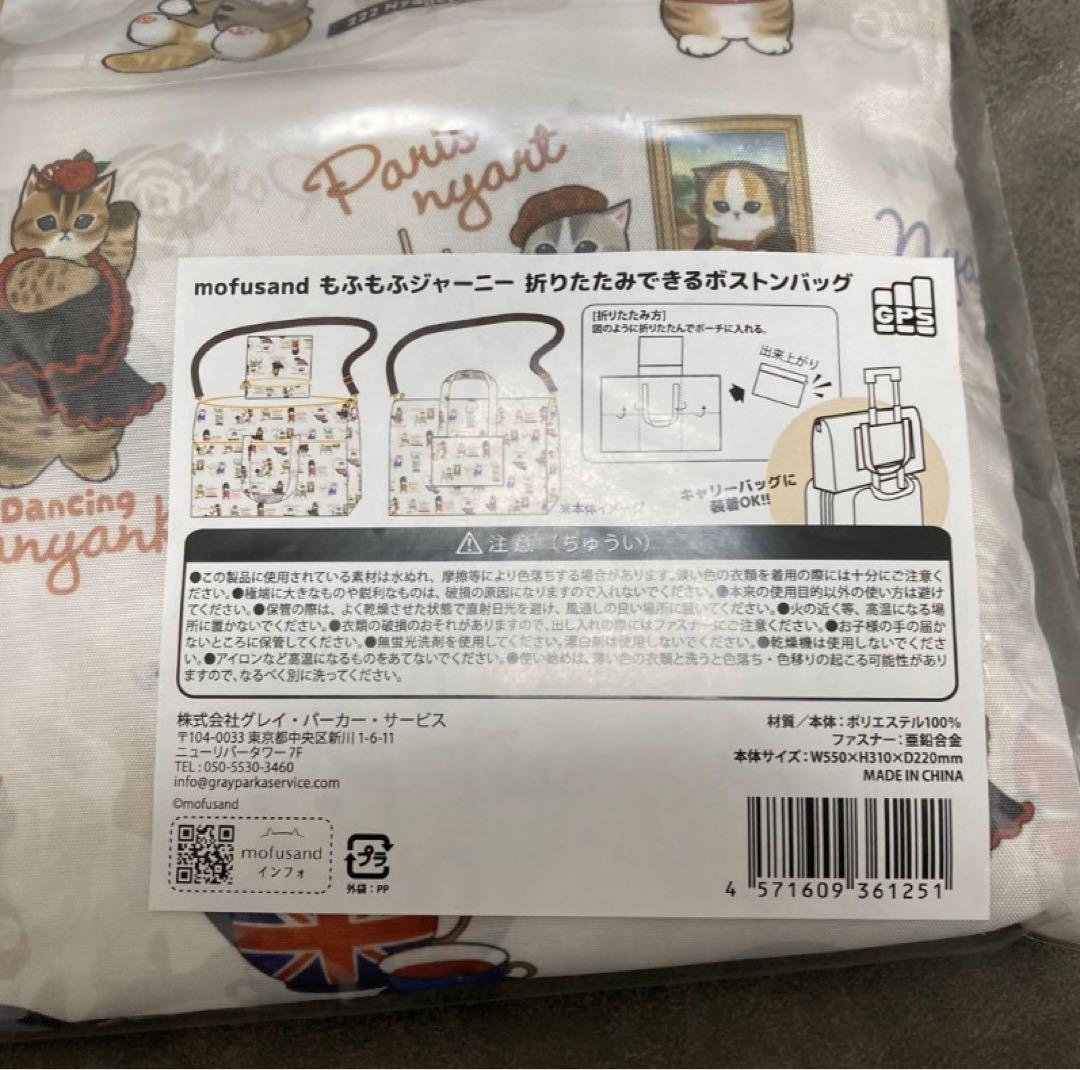 Paris
nyart
Dancing
mofusand もふもふジャーニー 折りたたみできるボストンバッグ
GPS
[折りたたみ方]
図のように折りたたんでポーチに入れる。
出来上がり
キャリーバッグに
装着OK!!
※本体イメージ
注意（ちゅうい）
●この製品に使用されている素材は水ぬれ、摩擦等により色落ちする場合があります。淡い色の衣類を着用の際には十分にご注意く
ださい。●極端に大きなものや鋭利なものは、破損の原因になりますので入れないでください。●本来の使用目的以外の使い方は避け
てください。●保管の際は、よく乾燥させた状態で直射日光を避け、風通しの良い場所に置いてください。●火の近く等、高温になる場
所に置かないでください。●衣類の破損のおそれがありますので、出し入れの際にはファスナーにご注意ください。●お子様の手の届か
ないところに保管してください。●無蛍光洗剤を使用してください。漂白剤は使用しないでください。●乾燥機は使用しないでくださ
い。●アイロンなど高温になるものをあてないでください。●使い始めは、薄い色の衣類と洗うと色落ち・色移りの起こる可能性があり
ますので、なるべく別に洗ってください。
株式会社グレイ・パーカー・サービス
〒104-0033 東京都中央区新川 1-6-11
ニューリバータワー 7F
TEL : 050-5530-3460
info@grayparkaservice.com
©mofusand
mofusand
インフォ
プラ
外袋：PP
材質／本体：ポリエステル100%
ファスナー：亜鉛合金
本体サイズ：W550×H310×D220mm
MADE IN CHINA
4 571609 361251